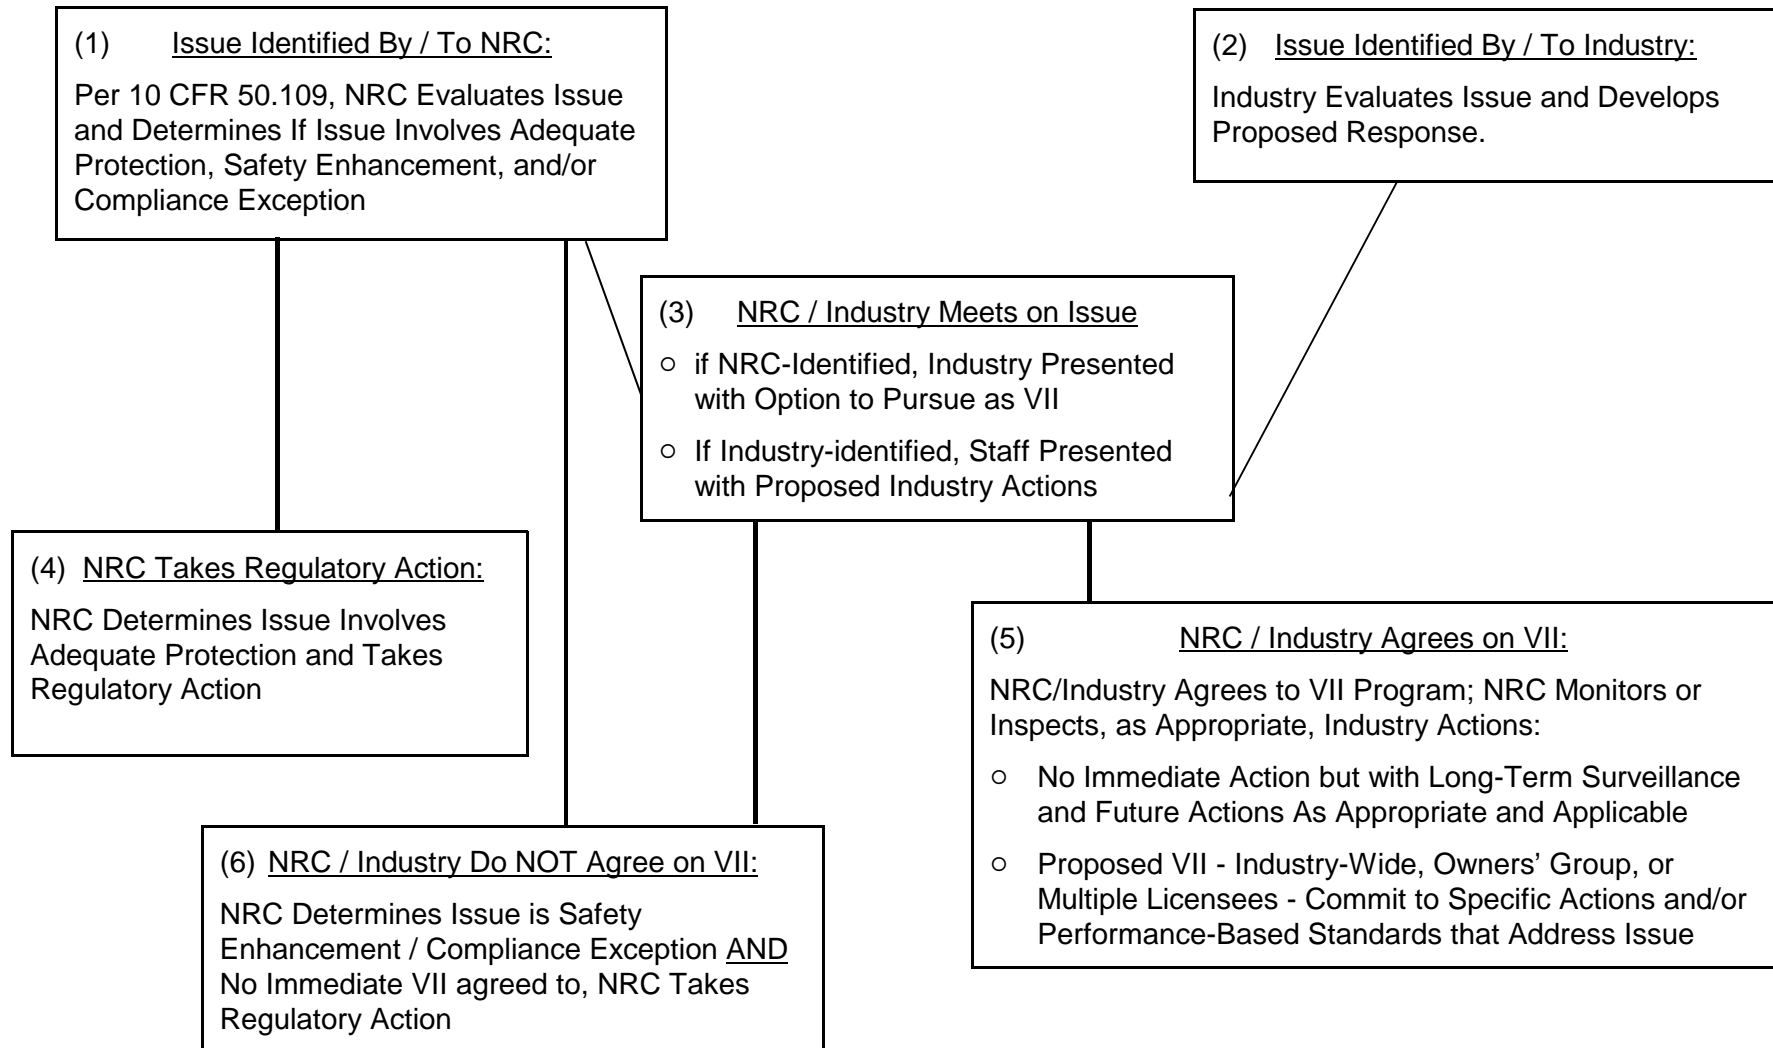 (1) Issue Identified By / To NRC:
Per 10 CFR 50.109, NRC Evaluates Issue
and Determines If Issue Involves Adequate
Protection, Safety Enhancement, and/or
Compliance Exception
(2) Issue Identified By / To Industry:
Industry Evaluates Issue and Develops
Proposed Response.
(3) NRC / Industry Meets on Issue
○ if NRC-Identified, Industry Presented
with Option to Pursue as VII
○ If Industry-identified, Staff Presented
with Proposed Industry Actions
(4) NRC Takes Regulatory Action:
NRC Determines Issue Involves
Adequate Protection and Takes
Regulatory Action
(5) NRC / Industry Agrees on VII:
NRC/Industry Agrees to VII Program; NRC Monitors or
Inspects, as Appropriate, Industry Actions:
○ No Immediate Action but with Long-Term Surveillance
and Future Actions As Appropriate and Applicable
○ Proposed VII - Industry-Wide, Owners’ Group, or
Multiple Licensees - Commit to Specific Actions and/or
Performance-Based Standards that Address Issue
(6) NRC / Industry Do NOT Agree on VII:
NRC Determines Issue is Safety
Enhancement / Compliance Exception AND
No Immediate VII agreed to, NRC Takes
Regulatory Action